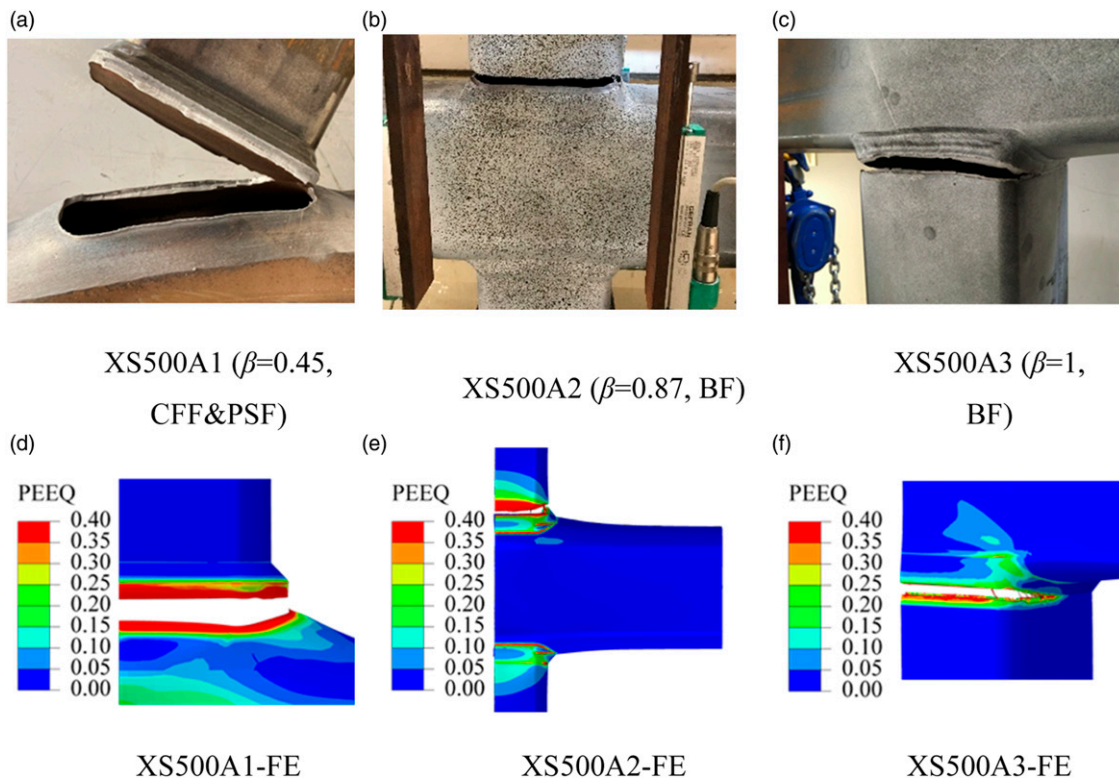 (a)
(b)
(c)
GEFRAN
XS500A1 (β=0.45,
CFF&PSF)
XS500A2 (β=0.87, BF)
XS500A3 (β=1,
BF)
(d)
(e)
(f)
PEEQ
0.40
0.35
0.30
0.25
0.20
0.15
0.10
0.05
0.00
PEEQ
0.40
0.35
0.30
0.25
0.20
0.15
0.10
0.05
0.00
PEEQ
0.40
0.35
0.30
0.25
0.20
0.15
0.10
0.05
0.00
XS500A1-FE
XS500A2-FE
XS500A3-FE